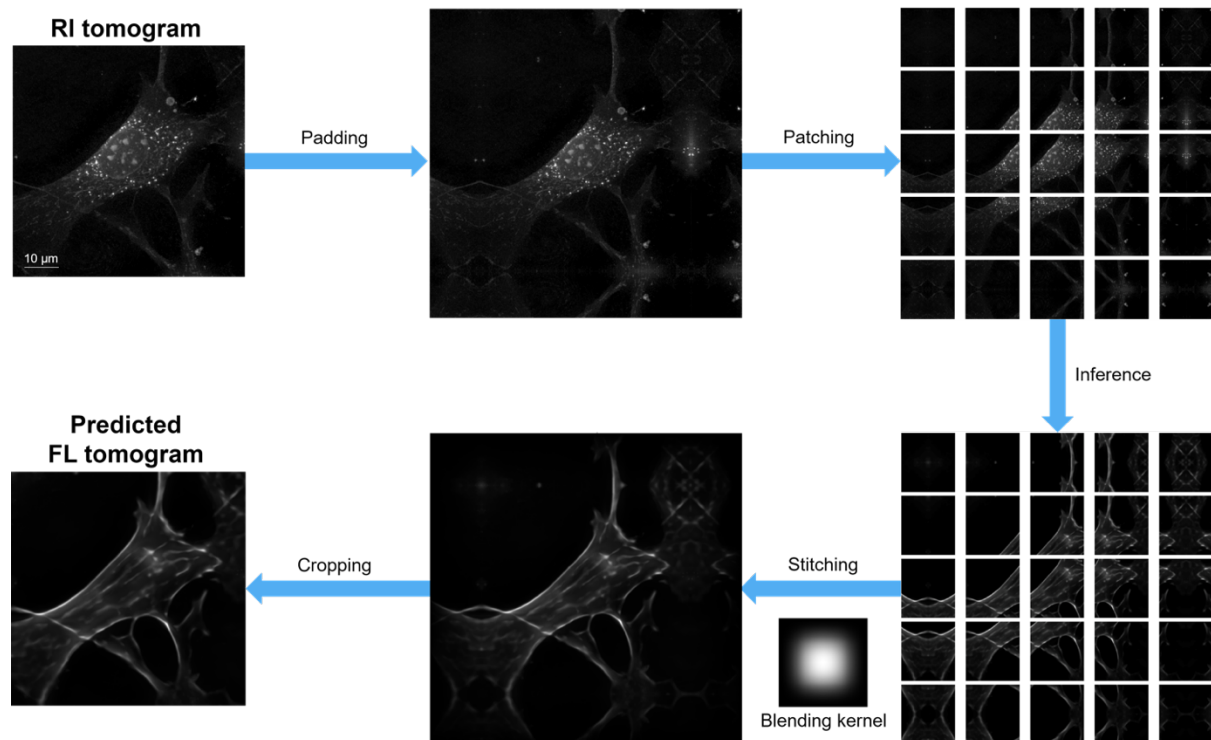 RI tomogram
Padding
Patching
10 μm
Inference
Predicted
FL tomogram
Cropping
Stitching
Blending kernel